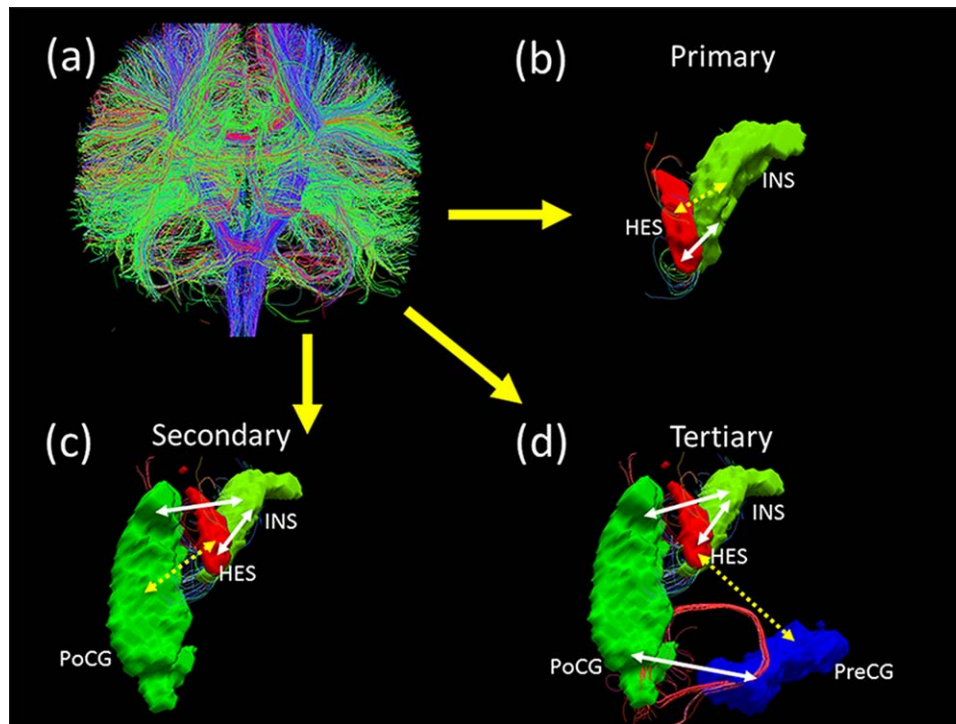 (a)
(b)
Primary
INS
HES
(c)
Secondary
INS
HES
PoCG
(d)
Tertiary
INS
HES
PoCG
PreCG